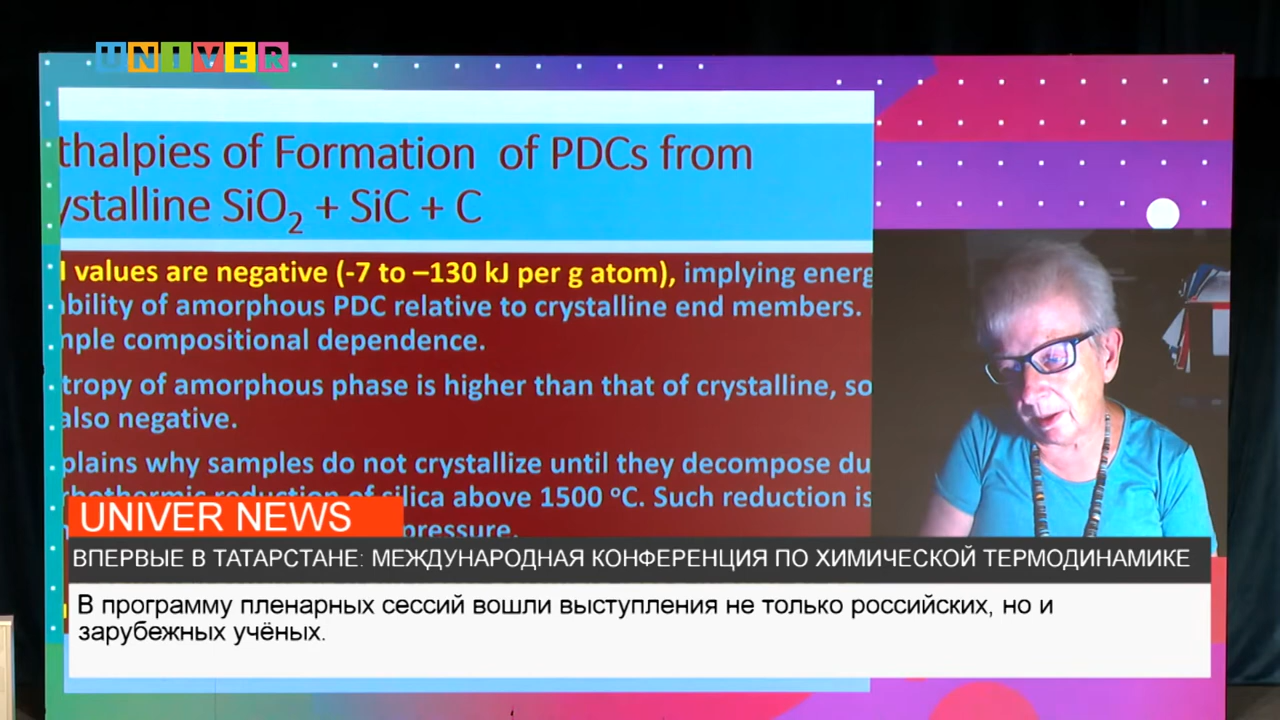 UNIVER
thalpies of Formation of PDCs from
ystalline SiO₂ + SiC + C
values are negative (-7 to –130 kJ per g atom), implying energ
ability of amorphous PDC relative to crystalline end members.
mple compositional dependence.
tropy of amorphous phase is higher than that of crystalline, so
also negative.
plains why samples do not crystallize until they decompose du
rbothermic reduction of silica above 1500 ᵒC. Such reduction is
pressure.
UNIVER NEWS
ВПЕРВЫЕ В ТАТАРСТАНЕ: МЕЖДУНАРОДНАЯ КОНФЕРЕНЦИЯ ПО ХИМИЧЕСКОЙ ТЕРМОДИНАМИКЕ
В программу пленарных сессий вошли выступления не только российских, но и
зарубежных учёных.